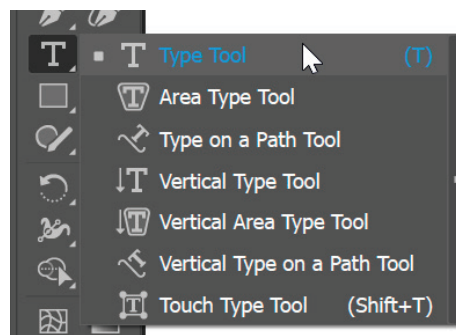 Type Tool (T)
Area Type Tool
Type on a Path Tool
Vertical Type Tool
Vertical Area Type Tool
Vertical Type on a Path Tool
Touch Type Tool (Shift+T)